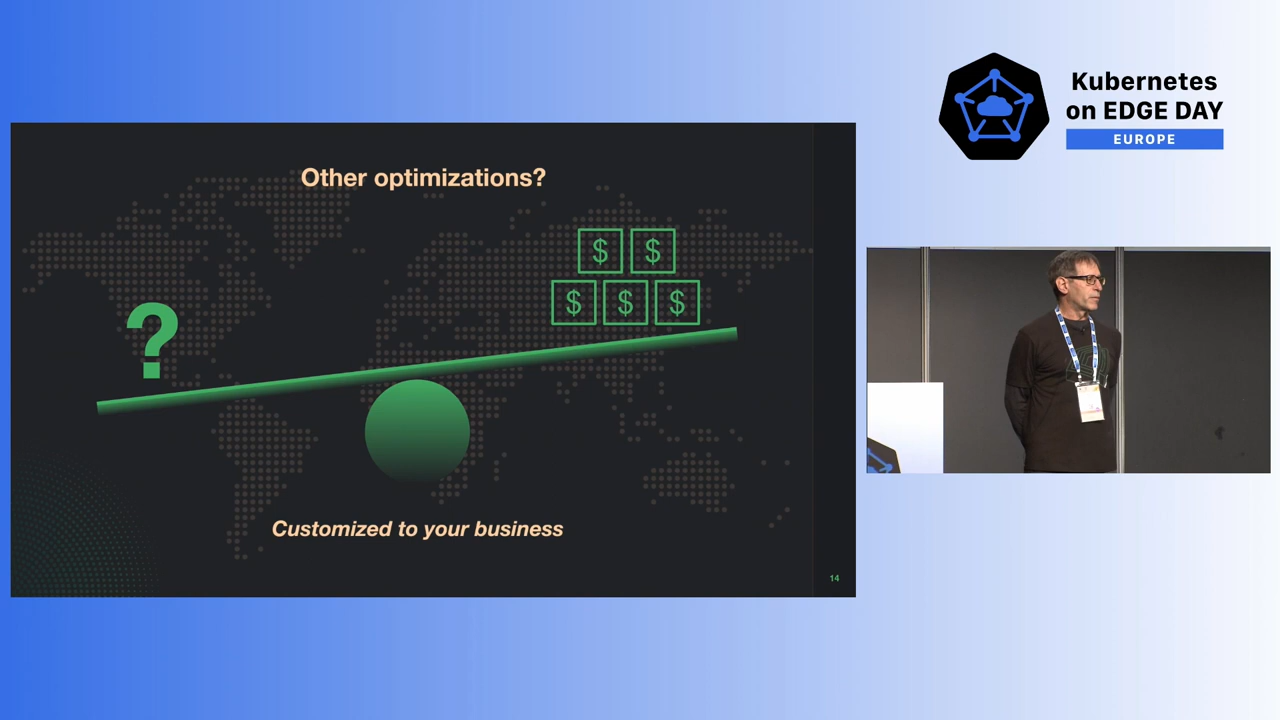 Kubernetes
on EDGE DAY
EUROPE
Other optimizations?
$ $
$ $ $
?
Customized to your business
14